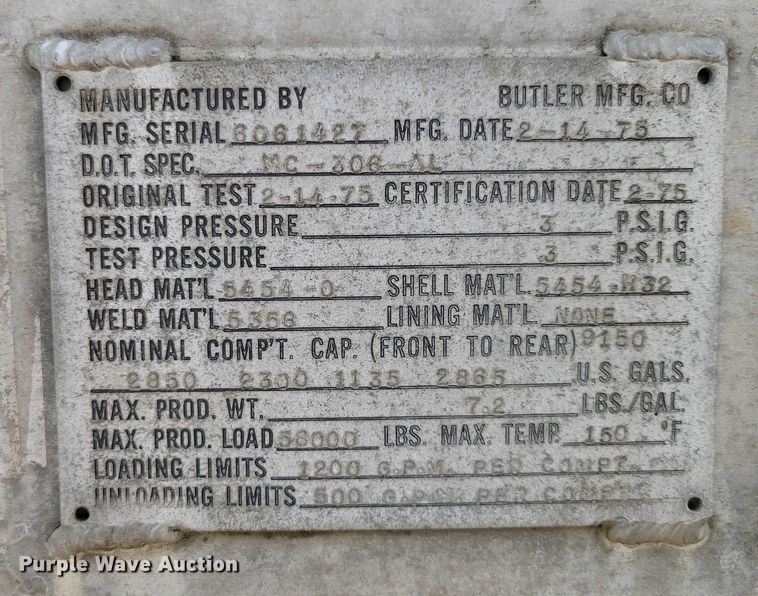 MANUFACTURED BY BUTLER MFG. CO
MFG. SERIAL 6061427 MFG. DATE 2-14-75
D.O.T. SPEC. MC-306-AL
ORIGINAL TEST 2-14-75 CERTIFICATION DATE 2-75
DESIGN PRESSURE 3 P.S.I.G.
TEST PRESSURE 3 P.S.I.G.
HEAD MAT'L 5454-0 SHELL MAT'L 5454-H32
WELD MAT'L 5356 LINING MAT'L NONE
NOMINAL COMP'T. CAP. (FRONT TO REAR) 9150
2850 2300 1135 2865 U.S. GALS.
MAX. PROD. WT. 7.2 LBS./GAL.
MAX. PROD. LOAD 58000 LBS. MAX. TEMP. 150 °F
LOADING LIMITS 1200 G.P.M. PER COMPT.
UNLOADING LIMITS 500 G.P.M. PER COMPT.
Purple Wave Auction